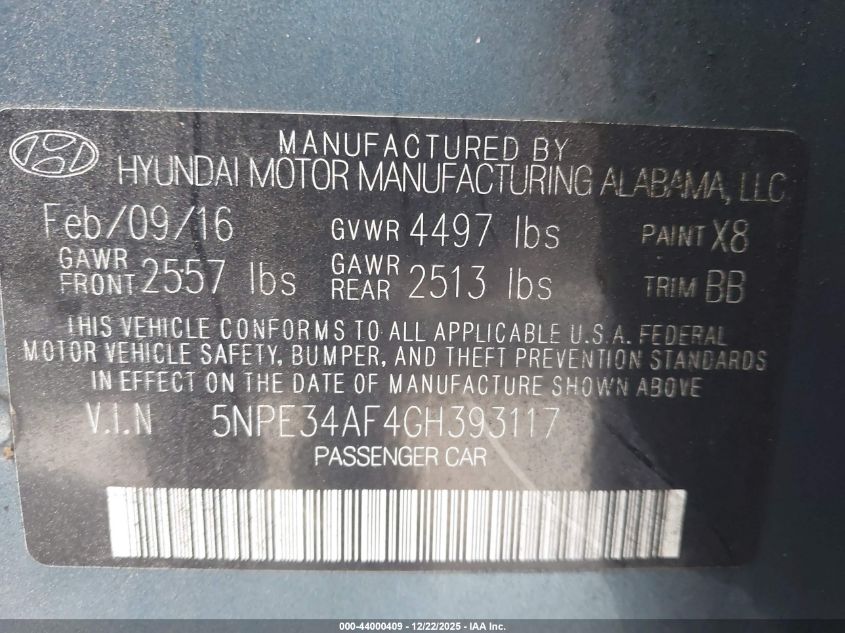 MANUFACTURED BY
HYUNDAI MOTOR MANUFACTURING ALABAMA, LLC
Feb/09/16 GVWR 4497 lbs PAINT X8
GAWR FRONT 2557 lbs GAWR REAR 2513 lbs TRIM BB
THIS VEHICLE CONFORMS TO ALL APPLICABLE U.S.A. FEDERAL
MOTOR VEHICLE SAFETY, BUMPER, AND THEFT PREVENTION STANDARDS
IN EFFECT ON THE DATE OF MANUFACTURE SHOWN ABOVE
V.I.N 5NPE34AF4GH393117
PASSENGER CAR
000-44000409 - 12/22/2025 - IAA Inc.